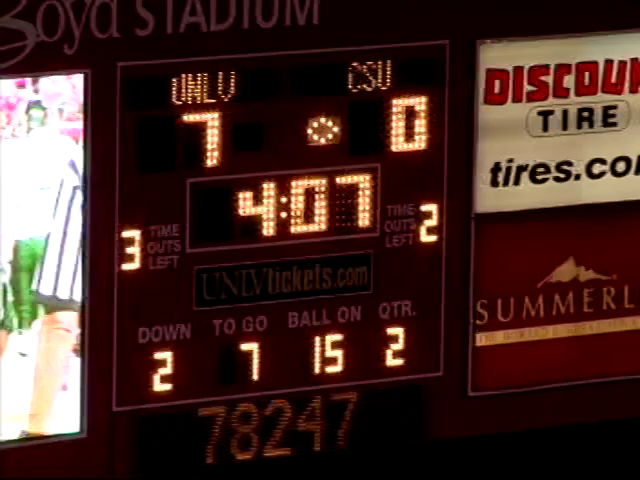 Boyd STADIUM
UNLV CSU
7 0
4:07
3 TIME OUTS LEFT
TIME OUTS LEFT 2
UNLVtickets.com
DOWN TO GO BALL ON QTR.
2 7 15 2
78247
DISCOUN
TIRE
tires.co
SUMMERL